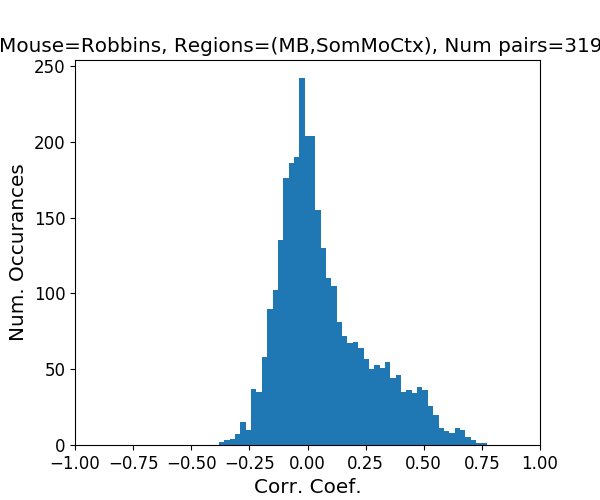 Mouse=Robbins, Regions=(MB,SomMoCtx), Num pairs=319
250
200
150
100
50
0
Num. Occurances
−1.00 −0.75 −0.50 −0.25 0.00 0.25 0.50 0.75 1.00
Corr. Coef.